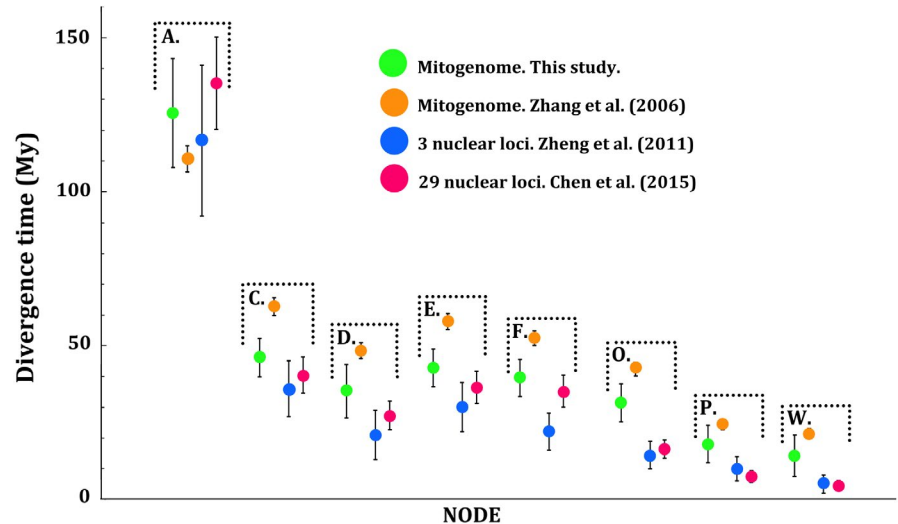 150
A.
Mitogenome. This study.
Mitogenome. Zhang et al. (2006)
3 nuclear loci. Zheng et al. (2011)
29 nuclear loci. Chen et al. (2015)
Divergence time (My)
100
C.
D.
E.
F.
50
O.
P.
W.
0
NODE